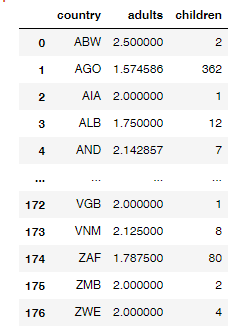 country adults children
0 ABW 2.500000 2
1 AGO 1.574586 362
2 AIA 2.000000 1
3 ALB 1.750000 12
4 AND 2.142857 7
... ... ... ...
172 VGB 2.000000 1
173 VNM 2.125000 8
174 ZAF 1.787500 80
175 ZMB 2.000000 2
176 ZWE 2.000000 4